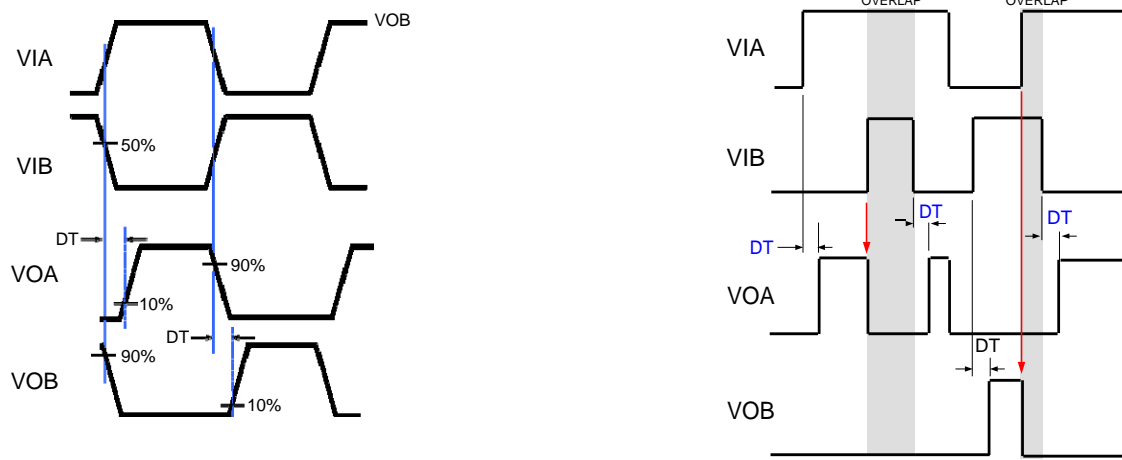 VOB
VIA
50%
VIB
DT
90%
VOA
10%
DT
90%
VOB
10%
OVERLAP
OVERLAP
VIA
VIB
DT
DT
DT
VOA
DT
VOB